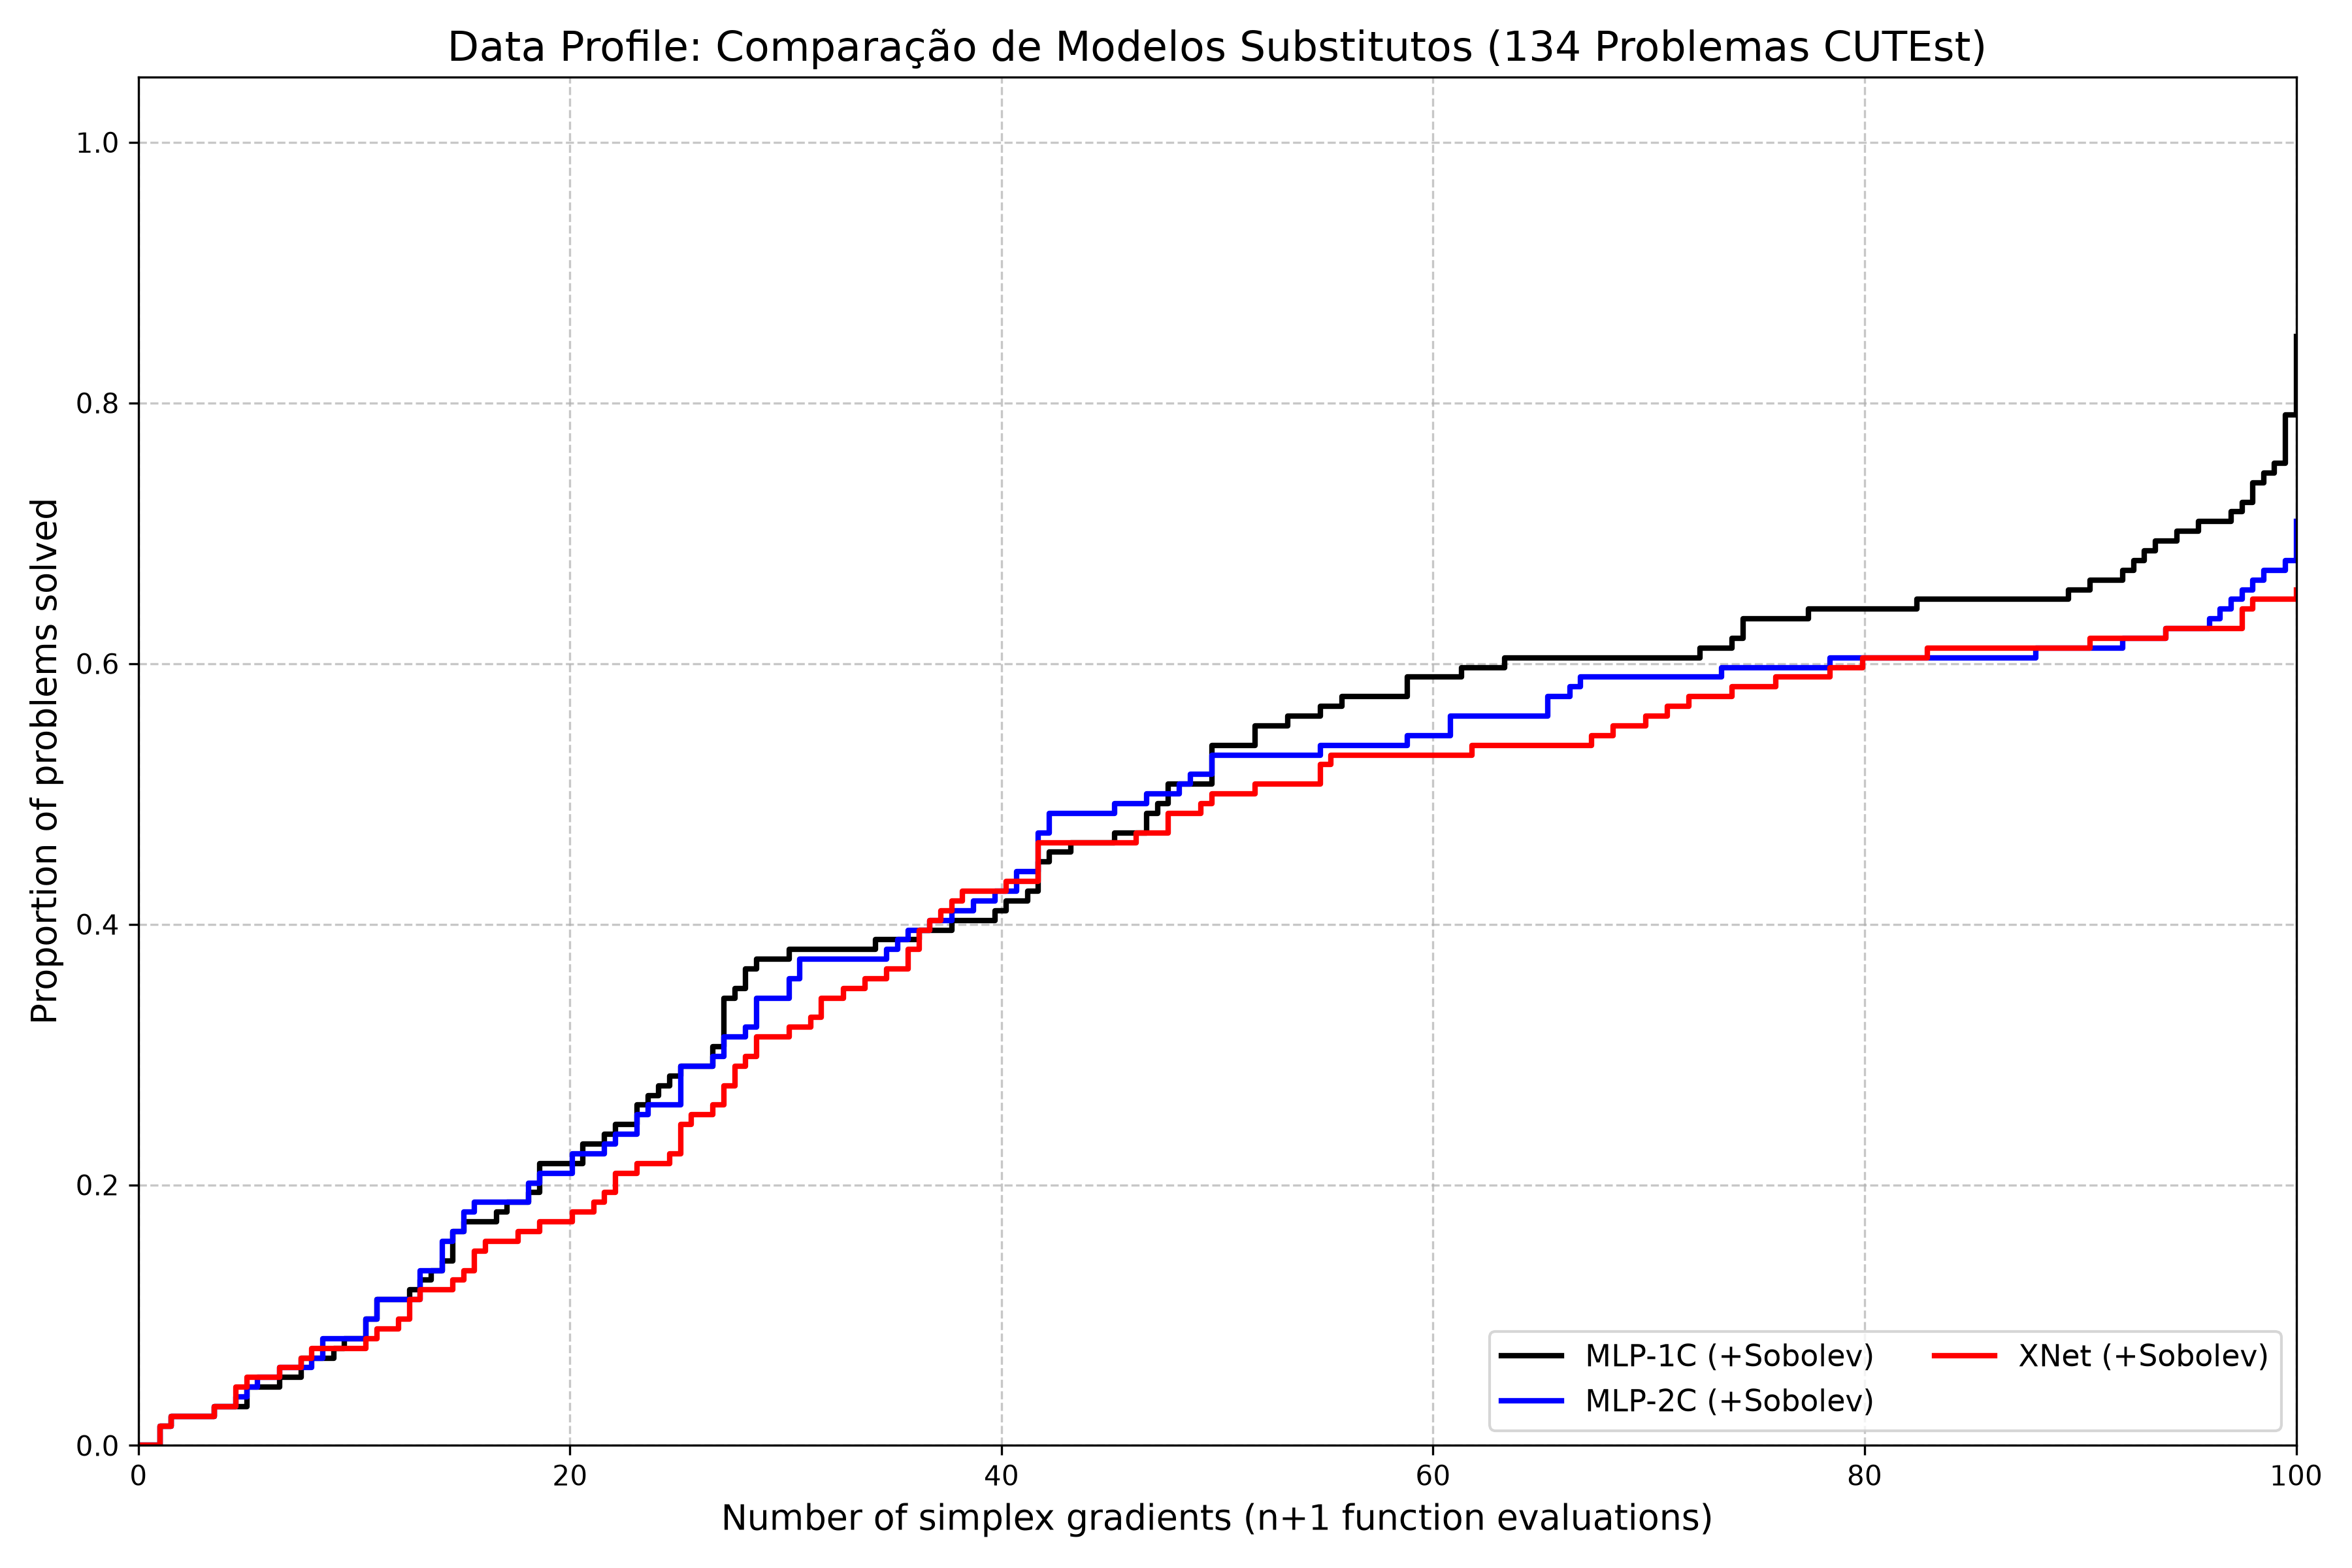 Data Profile: Comparação de Modelos Substitutos (134 Problemas CUTEst)
Proportion of problems solved
1.0
0.8
0.6
0.4
0.2
0.0
0
20
40
60
80
100
Number of simplex gradients (n+1 function evaluations)
MLP-1C (+Sobolev)
MLP-2C (+Sobolev)
XNet (+Sobolev)